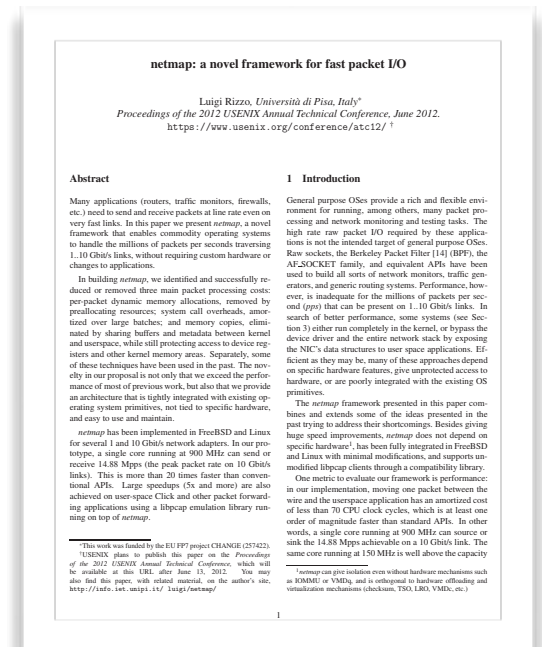 netmap: a novel framework for fast packet I/O
Luigi Rizzo, Università di Pisa, Italy*
Proceedings of the 2012 USENIX Annual Technical Conference, June 2012.
https://www.usenix.org/conference/atc12/ †
Abstract
Many applications (routers, traffic monitors, firewalls,
etc.) need to send and receive packets at line rate even on
very fast links. In this paper we present netmap, a novel
framework that enables commodity operating systems
to handle the millions of packets per seconds traversing
1..10 Gbit/s links, without requiring custom hardware or
changes to applications.
In building netmap, we identified and successfully re-
duced or removed three main packet processing costs:
per-packet dynamic memory allocations, removed by
preallocating resources; system call overheads, amor-
tized over large batches; and memory copies, elimi-
nated by sharing buffers and metadata between kernel
and userspace, while still protecting access to device reg-
isters and other kernel memory areas. Separately, some
of these techniques have been used in the past. The nov-
elty in our proposal is not only that we exceed the perfor-
mance of most of previous work, but also that we provide
an architecture that is tightly integrated with existing op-
erating system primitives, not tied to specific hardware,
and easy to use and maintain.
netmap has been implemented in FreeBSD and Linux
for several 1 and 10 Gbit/s network adapters. In our pro-
totype, a single core running at 900 MHz can send or
receive 14.88 Mpps (the peak packet rate on 10 Gbit/s
links). This is more than 20 times faster than conven-
tional APIs. Large speedups (5x and more) are also
achieved on user-space Click and other packet forward-
ing applications using a libpcap emulation library run-
ning on top of netmap.
*This work was funded by the EU FP7 project CHANGE (257422).
†USENIX plans to publish this paper on the Proceedings
of the 2012 USENIX Annual Technical Conference, which will
be available at this URL after June 13, 2012. You may
also find this paper, with related material, on the author's site,
http://info.iet.unipi.it/ luigi/netmap/
1 Introduction
General purpose OSes provide a rich and flexible envi-
ronment for running, among others, many packet pro-
cessing and network monitoring and testing tasks. The
high rate raw packet I/O required by these applica-
tions is not the intended target of general purpose OSes.
Raw sockets, the Berkeley Packet Filter [14] (BPF), the
AF_SOCKET family, and equivalent APIs have been
used to build all sorts of network monitors, traffic gen-
erators, and generic routing systems. Performance, how-
ever, is inadequate for the millions of packets per sec-
ond (pps) that can be present on 1..10 Gbit/s links. In
search of better performance, some systems (see Sec-
tion 3) either run completely in the kernel, or bypass the
device driver and the entire network stack by exposing
the NIC's data structures to user space applications. Ef-
ficient as they may be, many of these approaches depend
on specific hardware features, give unprotected access to
hardware, or are poorly integrated with the existing OS
primitives.
The netmap framework presented in this paper com-
bines and extends some of the ideas presented in the
past trying to address their shortcomings. Besides giving
huge speed improvements, netmap does not depend on
specific hardware¹, has been fully integrated in FreeBSD
and Linux with minimal modifications, and supports un-
modified libpcap clients through a compatibility library.
One metric to evaluate our framework is performance:
in our implementation, moving one packet between the
wire and the userspace application has an amortized cost
of less than 70 CPU clock cycles, which is at least one
order of magnitude faster than standard APIs. In other
words, a single core running at 900 MHz can source or
sink the 14.88 Mpps achievable on a 10 Gbit/s link. The
same core running at 150 MHz is well above the capacity
¹netmap can give isolation even without hardware mechanisms such
as IOMMU or VMDq, and is orthogonal to hardware offloading and
virtualization mechanisms (checksum, TSO, LRO, VMDc, etc.)
1